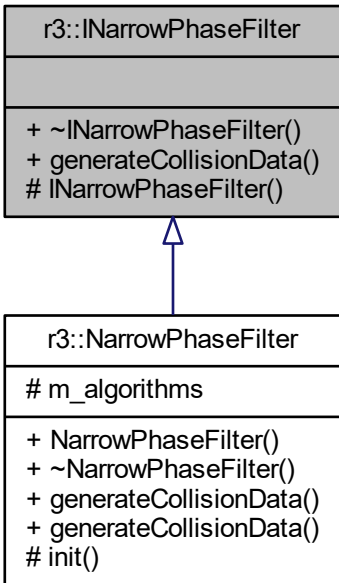 r3::INarrowPhaseFilter
+ ~INarrowPhaseFilter()
+ generateCollisionData()
# INarrowPhaseFilter()
r3::NarrowPhaseFilter
# m_algorithms
+ NarrowPhaseFilter()
+ ~NarrowPhaseFilter()
+ generateCollisionData()
+ generateCollisionData()
# init()